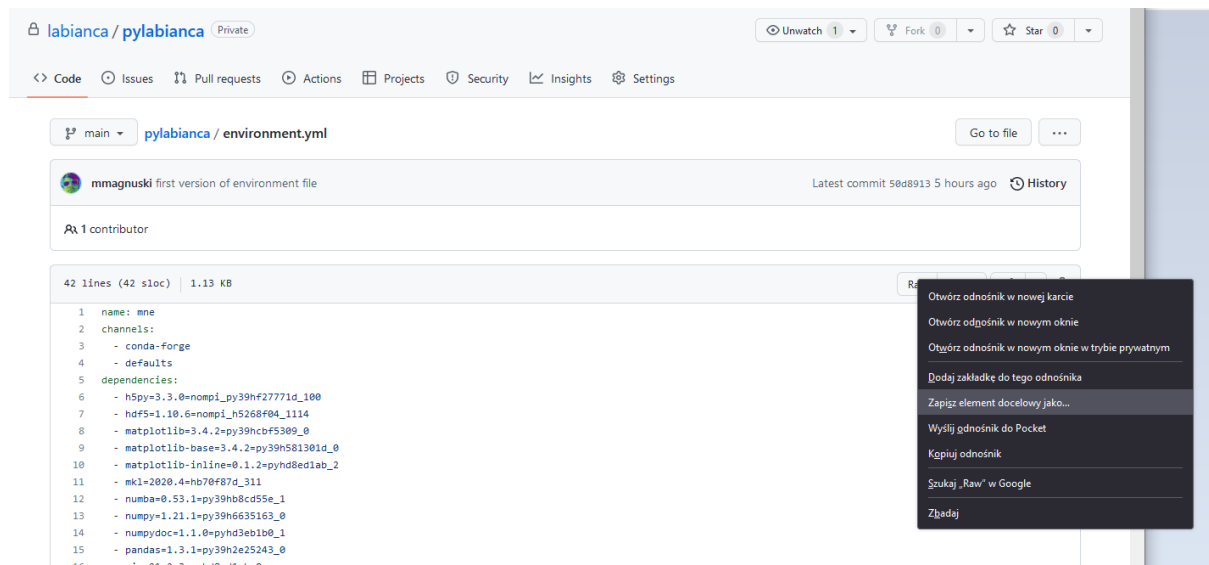 labianca / pylabianca Private
Unwatch 1
Fork 0
Star 0
<> Code
Issues
Pull requests
Actions
Projects
Security
Insights
Settings
main
pylabianca / environment.yml
Go to file
...
mmagnuski first version of environment file
Latest commit 50d8913 5 hours ago
History
1 contributor
42 lines (42 sloc) | 1.13 KB
1 name: mne
2 channels:
3 - conda-forge
4 - defaults
5 dependencies:
6 - h5py=3.3.0=nompi_py39hf27771d_100
7 - hdf5=1.10.6=nompi_h5268f04_1114
8 - matplotlib=3.4.2=py39hcbf5309_0
9 - matplotlib-base=3.4.2=py39h581301d_0
10 - matplotlib-inline=0.1.2=pyhd8ed1ab_2
11 - mkl=2020.4=hb70f87d_311
12 - numba=0.53.1=py39hb8cd55e_1
13 - numpy=1.21.1=py39h6635163_0
14 - numpydoc=1.1.0=pyhd3eb1b0_1
15 - pandas=1.3.1=py39h2e25243_0
Otwórz odnośnik w nowej karcie
Otwórz odnośnik w nowym oknie
Otwórz odnośnik w nowym oknie w trybie prywatnym
Dodaj zakładkę do tego odnośnika
Zapisz element docelowy jako...
Wyślij odnośnik do Pocket
Kopiuj odnośnik
Szukaj „Raw” w Google
Zbadaj